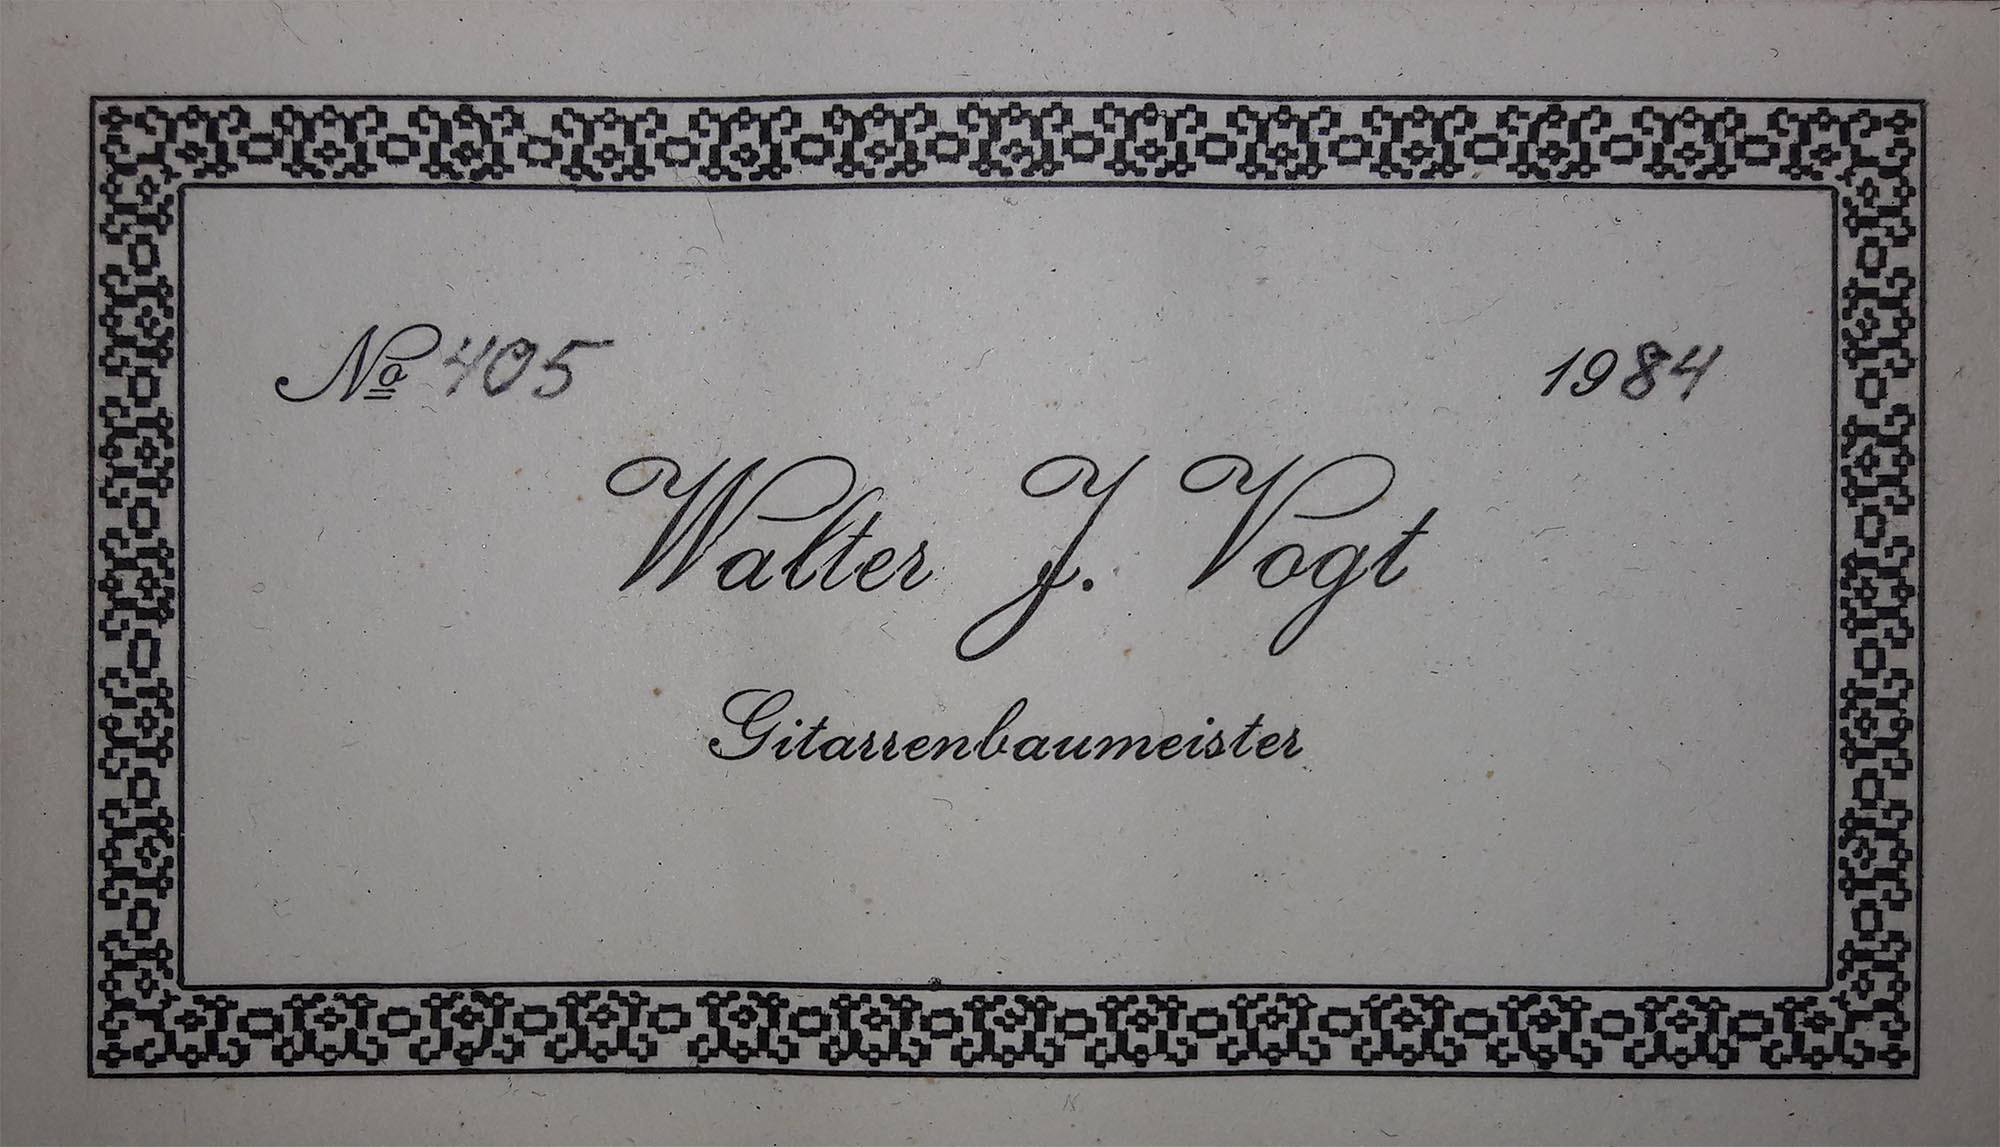 No 405 1984
Walter J. Vogt
Gitarrenbaumeister